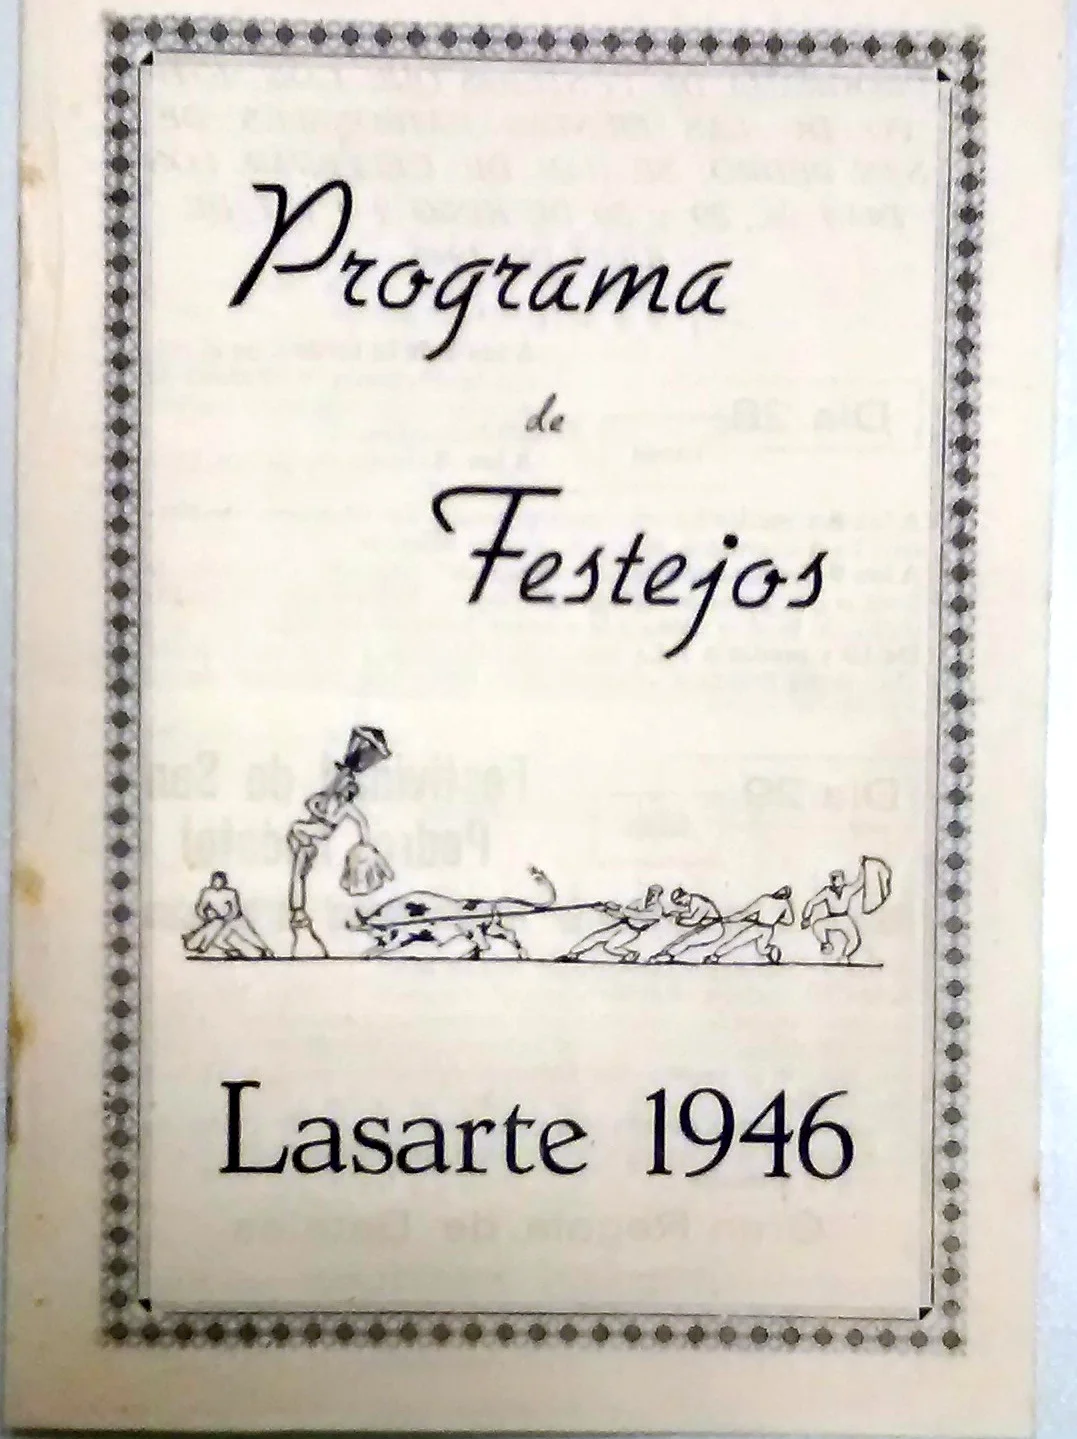 Programa
de
Festejos
Lasarte 1946